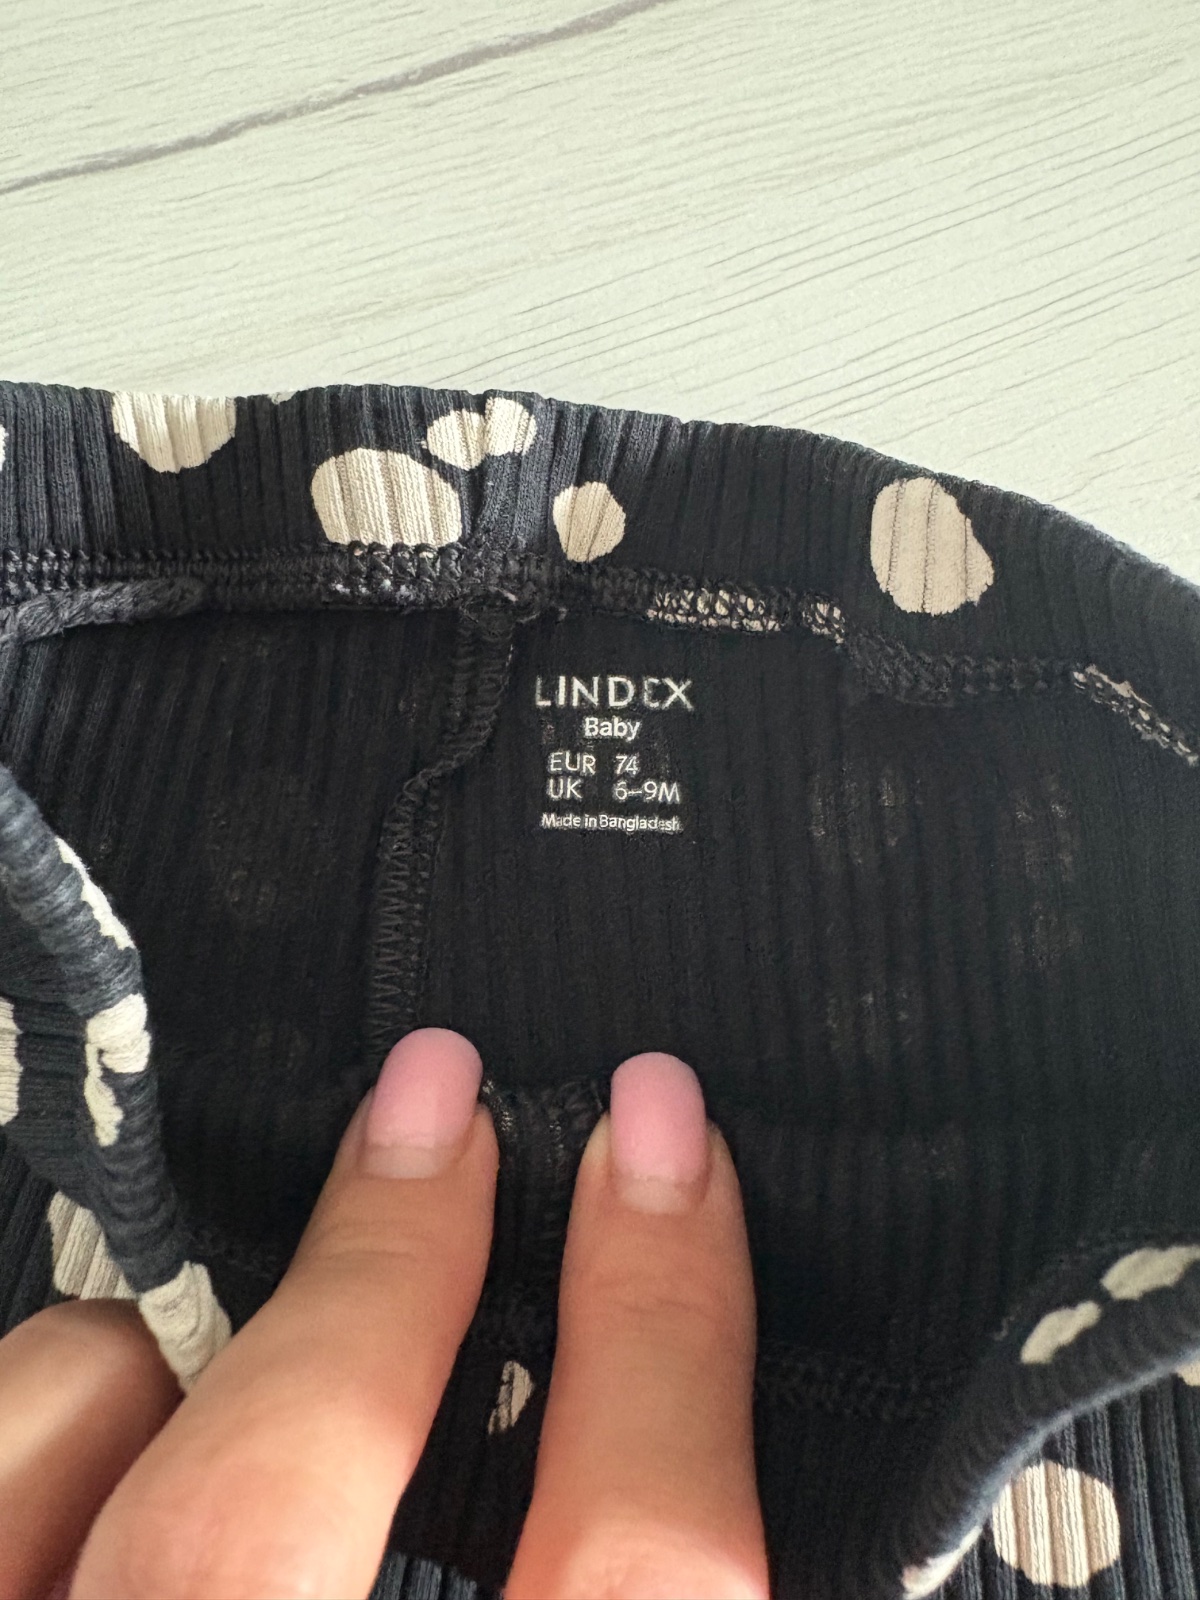 LINDEX
Baby
EUR 74
UK 6-9M
Made in Bangladesh